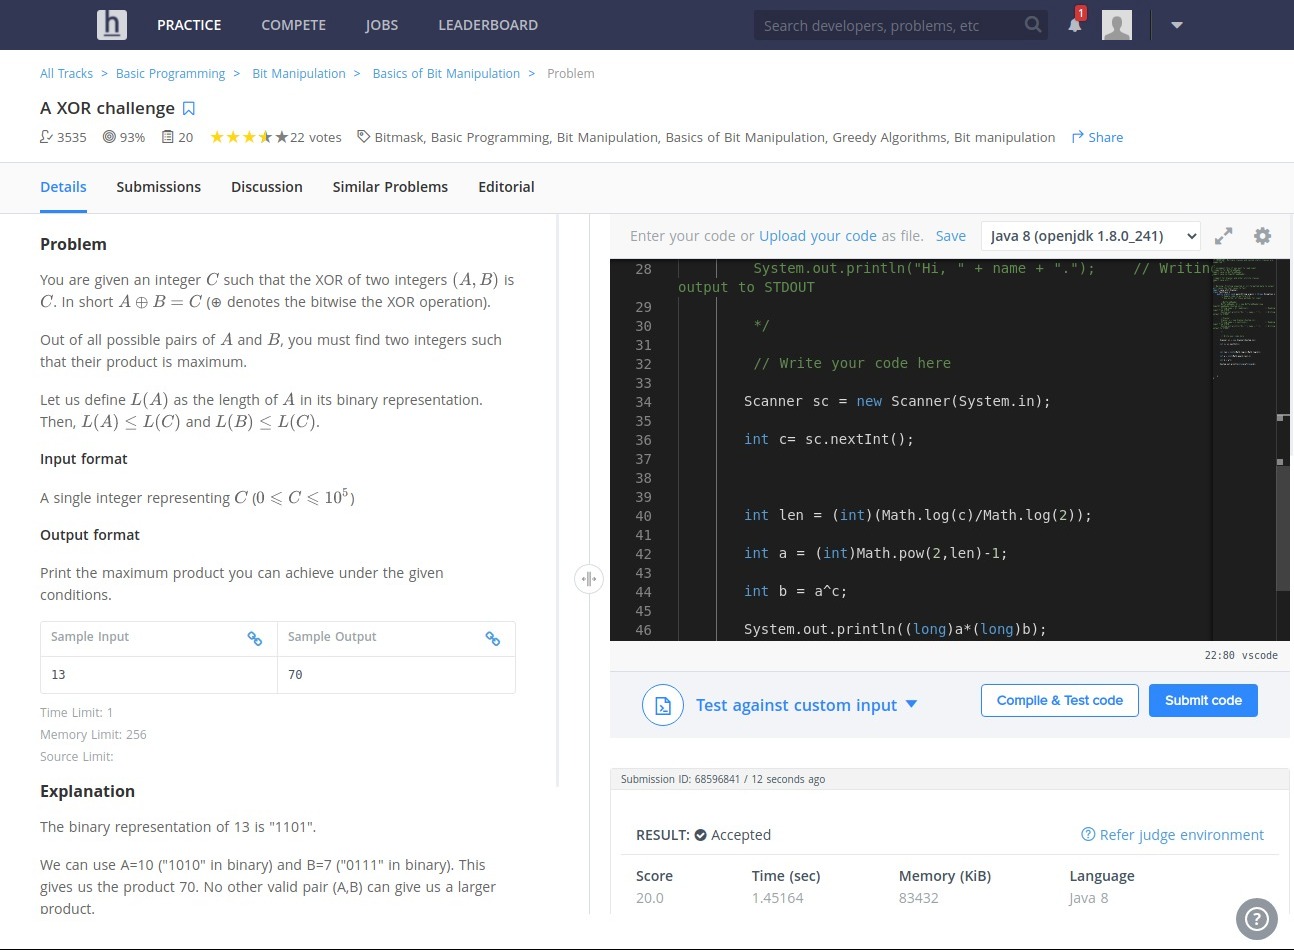 h PRACTICE COMPETE JOBS LEADERBOARD Search developers, problems, etc 1
All Tracks > Basic Programming > Bit Manipulation > Basics of Bit Manipulation > Problem
A XOR challenge
3535 93% 20 ★★★★★22 votes Bitmask, Basic Programming, Bit Manipulation, Basics of Bit Manipulation, Greedy Algorithms, Bit manipulation Share
Details Submissions Discussion Similar Problems Editorial
Problem
You are given an integer C such that the XOR of two integers (A, B) is
C. In short A ⊕ B = C (⊕ denotes the bitwise the XOR operation).
Out of all possible pairs of A and B, you must find two integers such
that their product is maximum.
Let us define L(A) as the length of A in its binary representation.
Then, L(A) ≤ L(C) and L(B) ≤ L(C).
Input format
A single integer representing C (0 ⩽ C ⩽ 10⁵)
Output format
Print the maximum product you can achieve under the given
conditions.
Sample Input Sample Output
13 70
Time Limit: 1
Memory Limit: 256
Source Limit:
Explanation
The binary representation of 13 is "1101".
We can use A=10 ("1010" in binary) and B=7 ("0111" in binary). This
gives us the product 70. No other valid pair (A,B) can give us a larger
product.
Enter your code or Upload your code as file. Save Java 8 (openjdk 1.8.0_241)
28 System.out.println("Hi, " + name + "."); // Writin
output to STDOUT
29
30 */
31
32 // Write your code here
33
34 Scanner sc = new Scanner(System.in);
35
36 int c= sc.nextInt();
37
38
39
40 int len = (int)(Math.log(c)/Math.log(2));
41
42 int a = (int)Math.pow(2,len)-1;
43
44 int b = a^c;
45
46 System.out.println((long)a*(long)b);
22:80 vscode
Test against custom input Compile & Test code Submit code
Submission ID: 68596841 / 12 seconds ago
RESULT: Accepted Refer judge environment
Score Time (sec) Memory (KiB) Language
20.0 1.45164 83432 Java 8
?